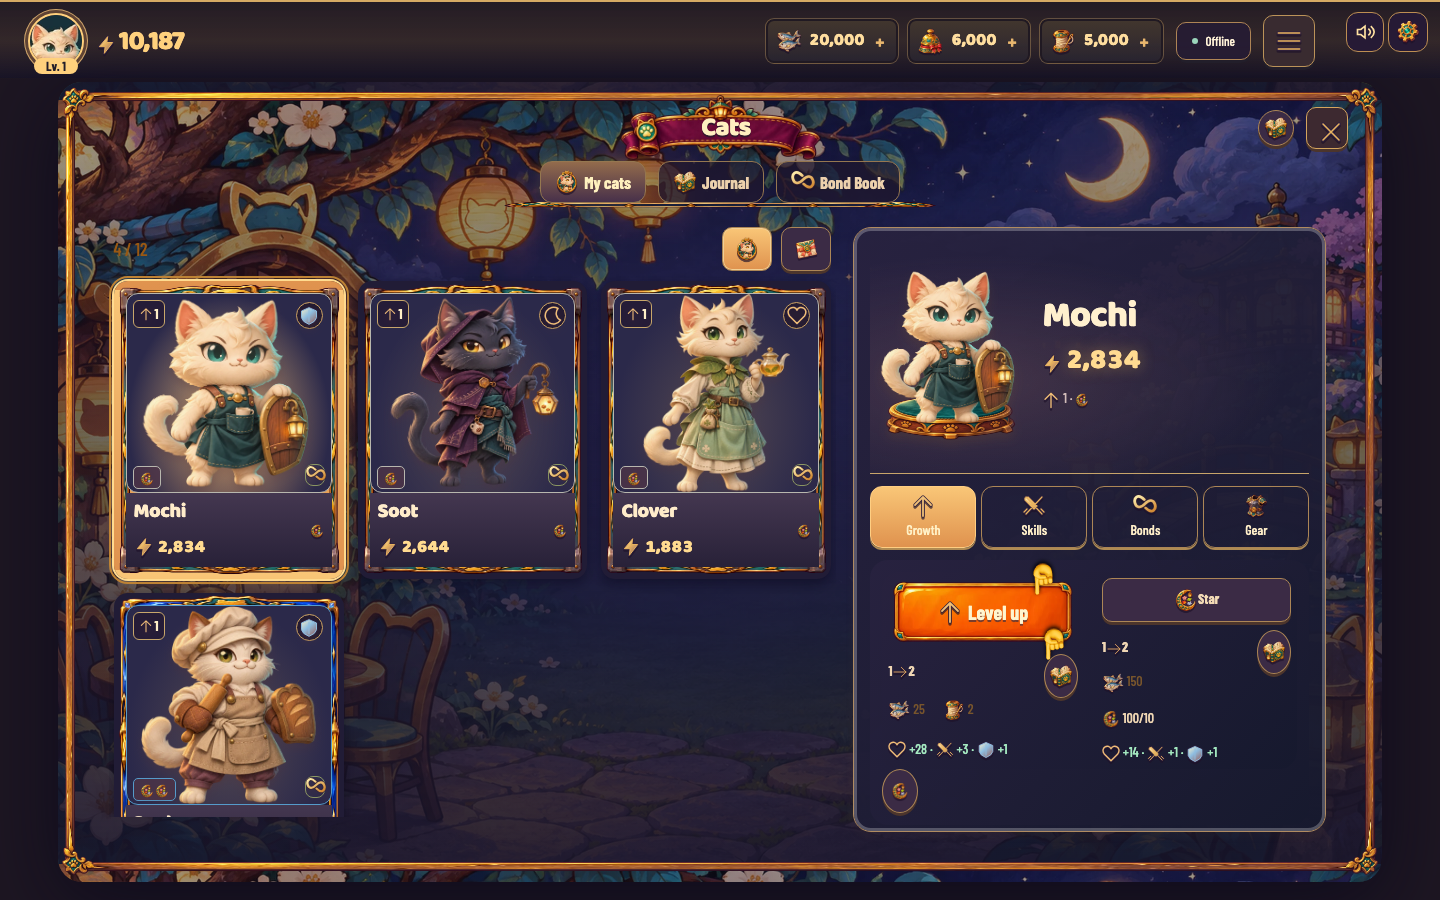 10,187
Lv. 1
20,000 +
6,000 +
5,000 +
Offline
Cats
My cats
Journal
Bond Book
4 / 12
1
Mochi
2,834
1
Soot
2,644
1
Clover
1,883
1
Mochi
2,834
1 ·
Growth
Skills
Bonds
Gear
Level up
1→2
25 2
+28 · +3 · +1
Star
1→2
150
100/10
+14 · +1 · +1